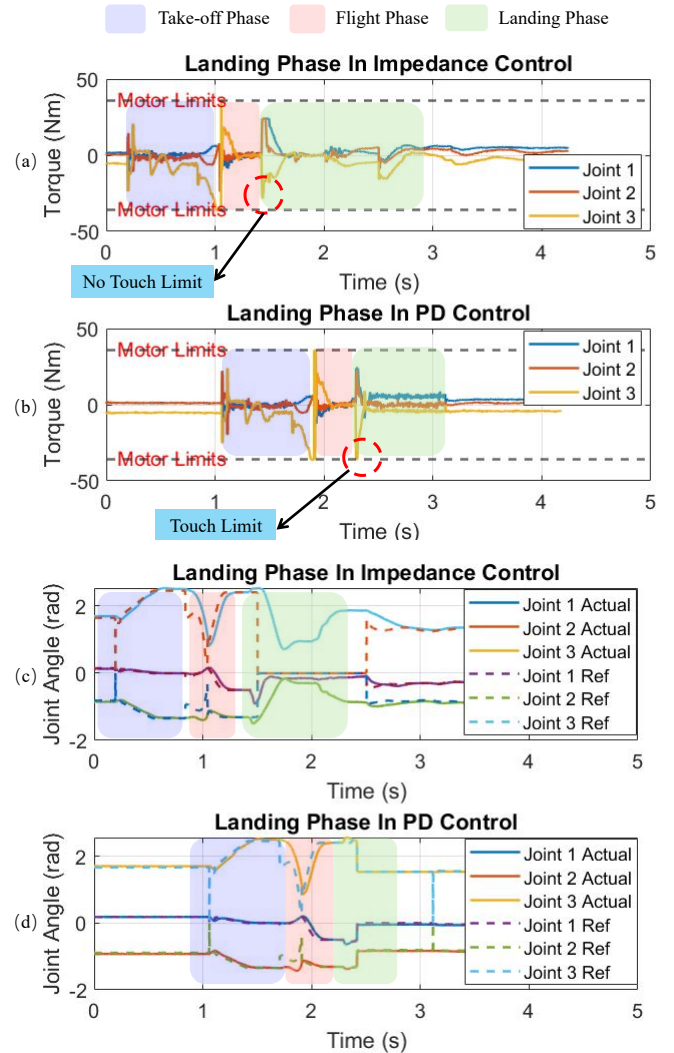 Take-off Phase Flight Phase Landing Phase
Landing Phase In Impedance Control
(a)
Torque (Nm)
50
0
-50
Motor Limits
Motor Limits
Joint 1
Joint 2
Joint 3
0 1 2 3 4 5
Time (s)
No Touch Limit
Landing Phase In PD Control
(b)
Torque (Nm)
50
0
-50
Motor Limits
Motor Limits
Joint 1
Joint 2
Joint 3
0 1 2 3 4 5
Time (s)
Touch Limit
Landing Phase In Impedance Control
(c)
Joint Angle (rad)
2
0
-2
Joint 1 Actual
Joint 2 Actual
Joint 3 Actual
Joint 1 Ref
Joint 2 Ref
Joint 3 Ref
0 1 2 3 4 5
Time (s)
Landing Phase In PD Control
(d)
Joint Angle (rad)
2
0
-2
Joint 1 Actual
Joint 2 Actual
Joint 3 Actual
Joint 1 Ref
Joint 2 Ref
Joint 3 Ref
0 1 2 3 4 5
Time (s)